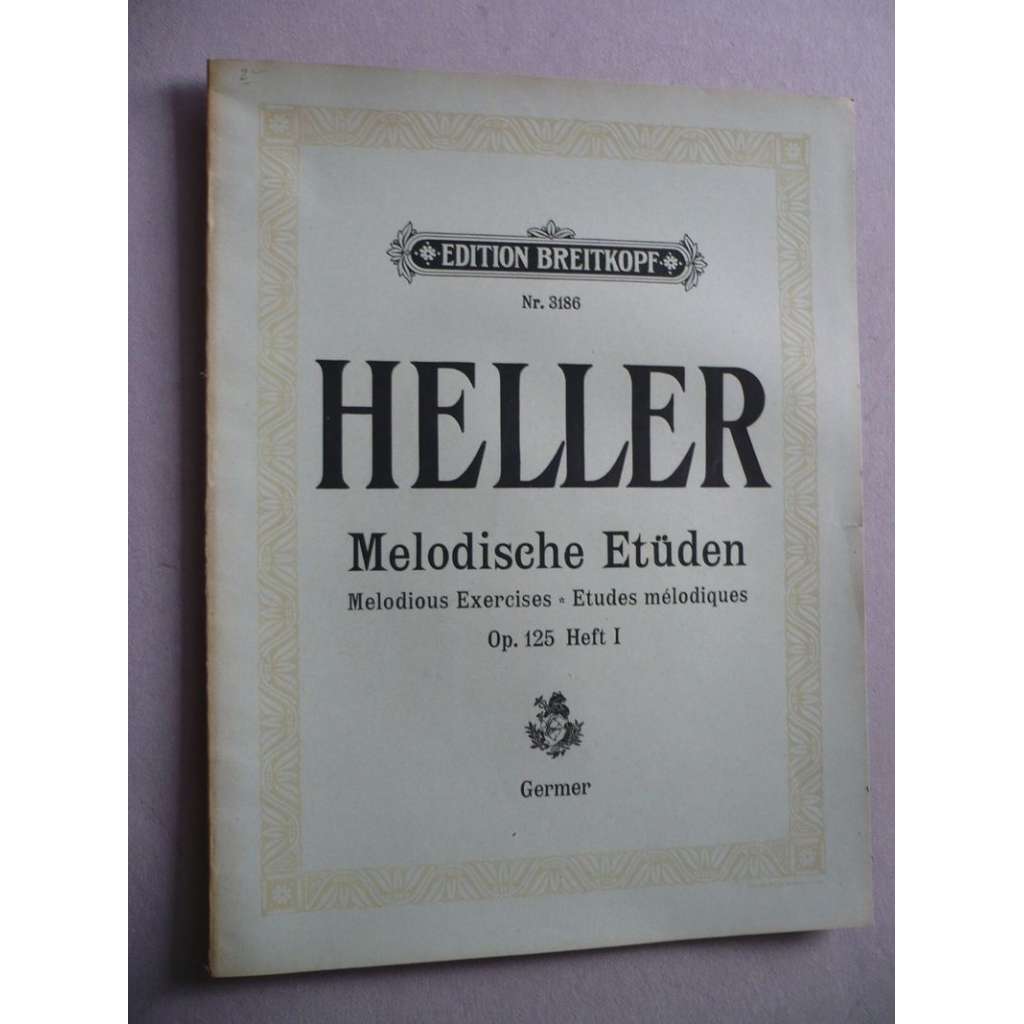 EDITION BREITKOPF
Nr. 3186
HELLER
Melodische Etüden
Melodious Exercises * Etudes mélodiques
Op. 125 Heft I
Germer